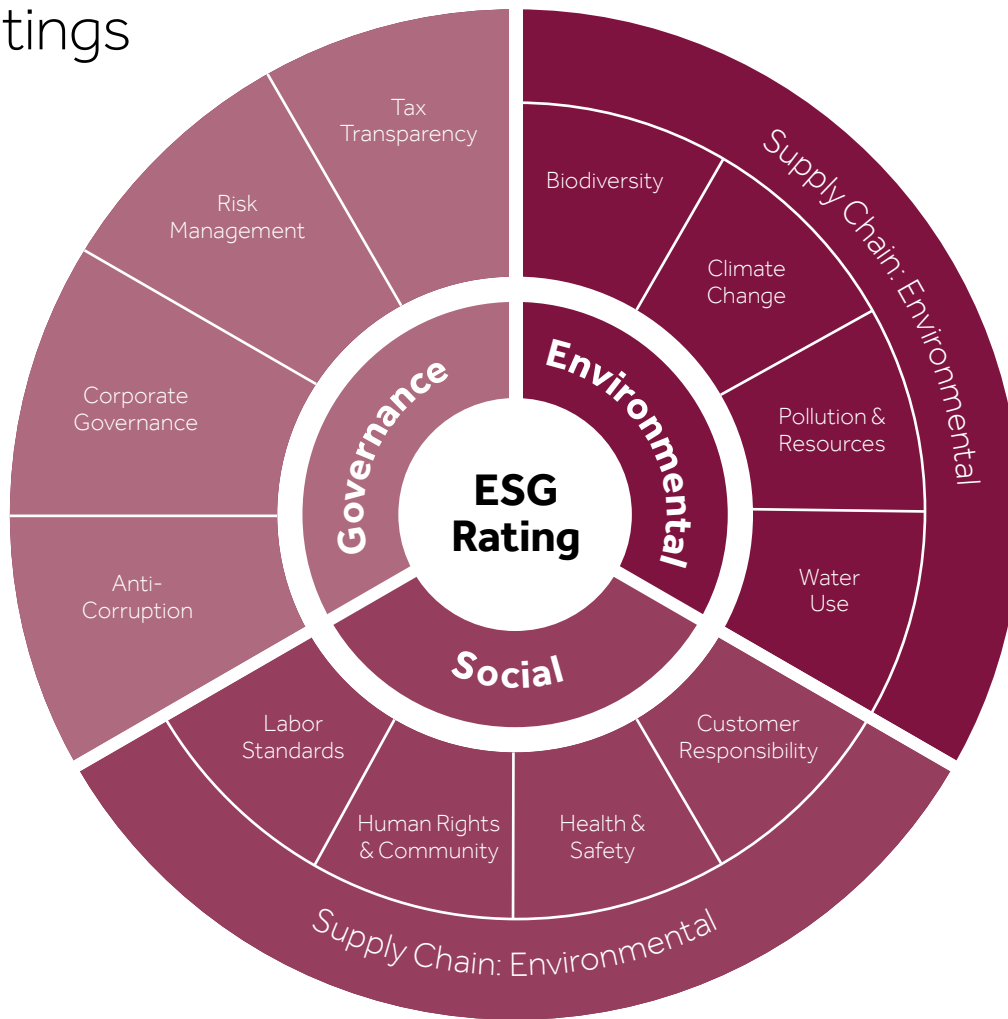 tings
Tax
Transparency
Risk
Management
Corporate
Governance
Anti-
Corruption
Governance
ESG
Rating
Environmental
Biodiversity
Climate
Change
Pollution &
Resources
Water
Use
Supply Chain: Environmental
Social
Labor
Standards
Human Rights
& Community
Health &
Safety
Customer
Responsibility
Supply Chain: Environmental